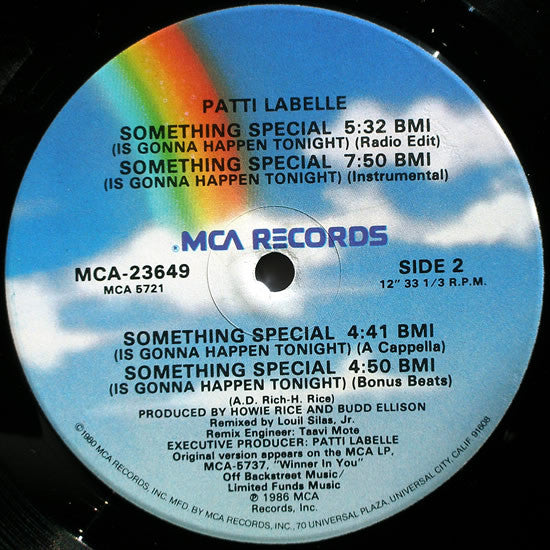 PATTI LABELLE
SOMETHING SPECIAL 5:32 BMI
(IS GONNA HAPPEN TONIGHT) (Radio Edit)
SOMETHING SPECIAL 7:50 BMI
(IS GONNA HAPPEN TONIGHT) (Instrumental)
®MCA RECORDS
MCA-23649
MCA 5721
SIDE 2
12" 33 1/3 R.P.M.
SOMETHING SPECIAL 4:41 BMI
(IS GONNA HAPPEN TONIGHT) (A Cappella)
SOMETHING SPECIAL 4:50 BMI
(IS GONNA HAPPEN TONIGHT) (Bonus Beats)
(A.D. Rich-H. Rice)
PRODUCED BY HOWIE RICE AND BUDD ELLISON
Remixed by Louil Silas, Jr.
Remix Engineer: Taavi Mote
EXECUTIVE PRODUCER: PATTI LABELLE
Original version appears on the MCA LP,
MCA-5737, "Winner In You"
Off Backstreet Music/
Limited Funds Music
℗ 1986 MCA
Records, Inc.
©1980 MCA RECORDS, INC. MFD. BY MCA RECORDS, INC., 70 UNIVERSAL PLAZA, UNIVERSAL CITY, CALIF. 91608